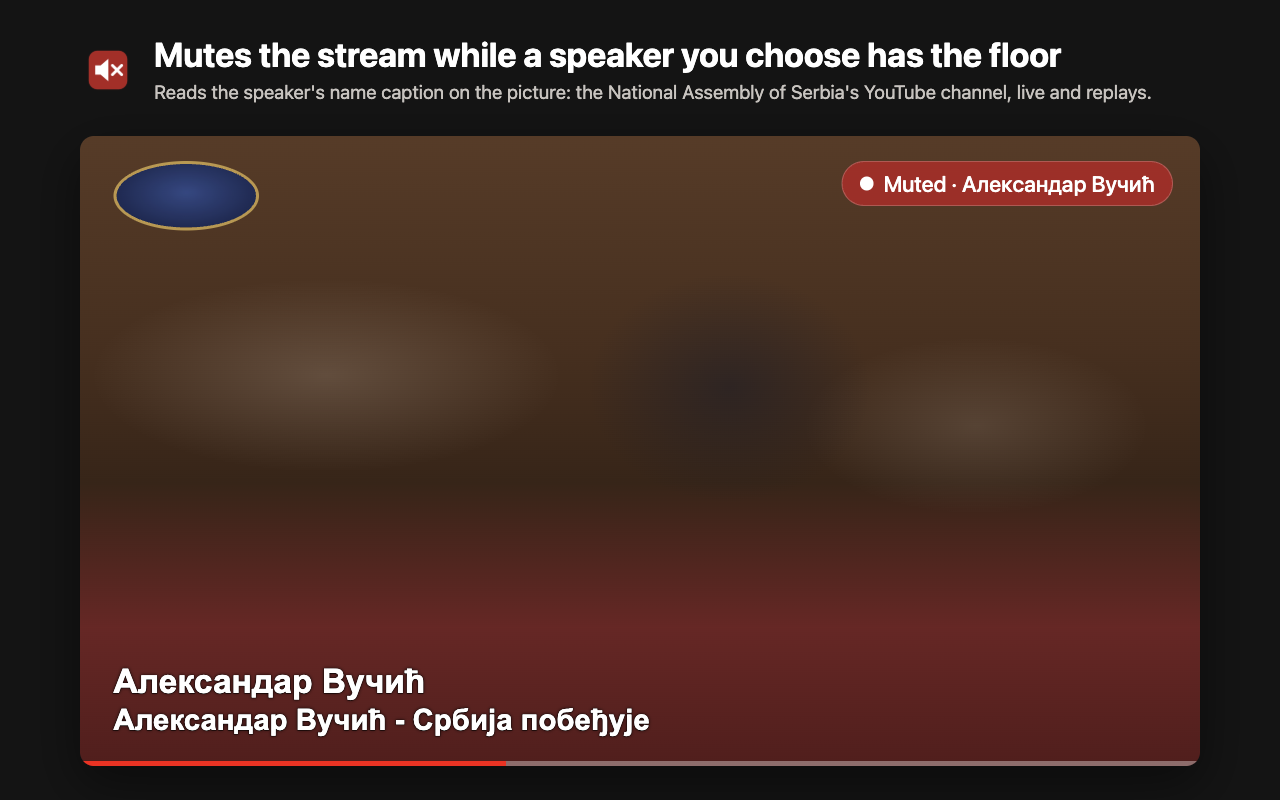 Mutes the stream while a speaker you choose has the floor
Reads the speaker's name caption on the picture: the National Assembly of Serbia's YouTube channel, live and replays.
Muted · Александар Вучић
Александар Вучић
Александар Вучић - Србија побеђује